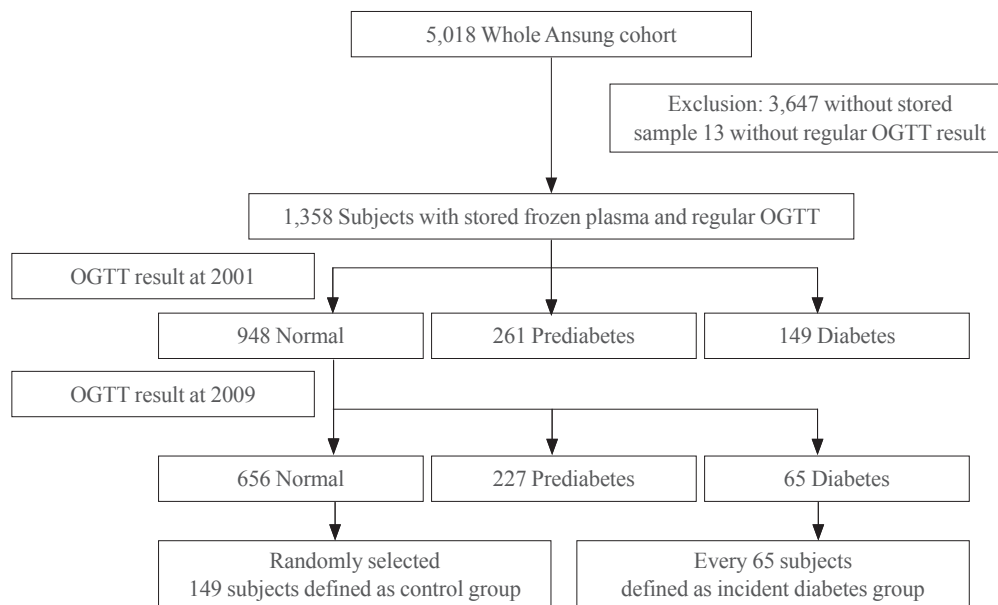 5,018 Whole Ansung cohort
Exclusion: 3,647 without stored
sample 13 without regular OGTT result
1,358 Subjects with stored frozen plasma and regular OGTT
OGTT result at 2001
948 Normal
261 Prediabetes
149 Diabetes
OGTT result at 2009
656 Normal
227 Prediabetes
65 Diabetes
Randomly selected
149 subjects defined as control group
Every 65 subjects
defined as incident diabetes group